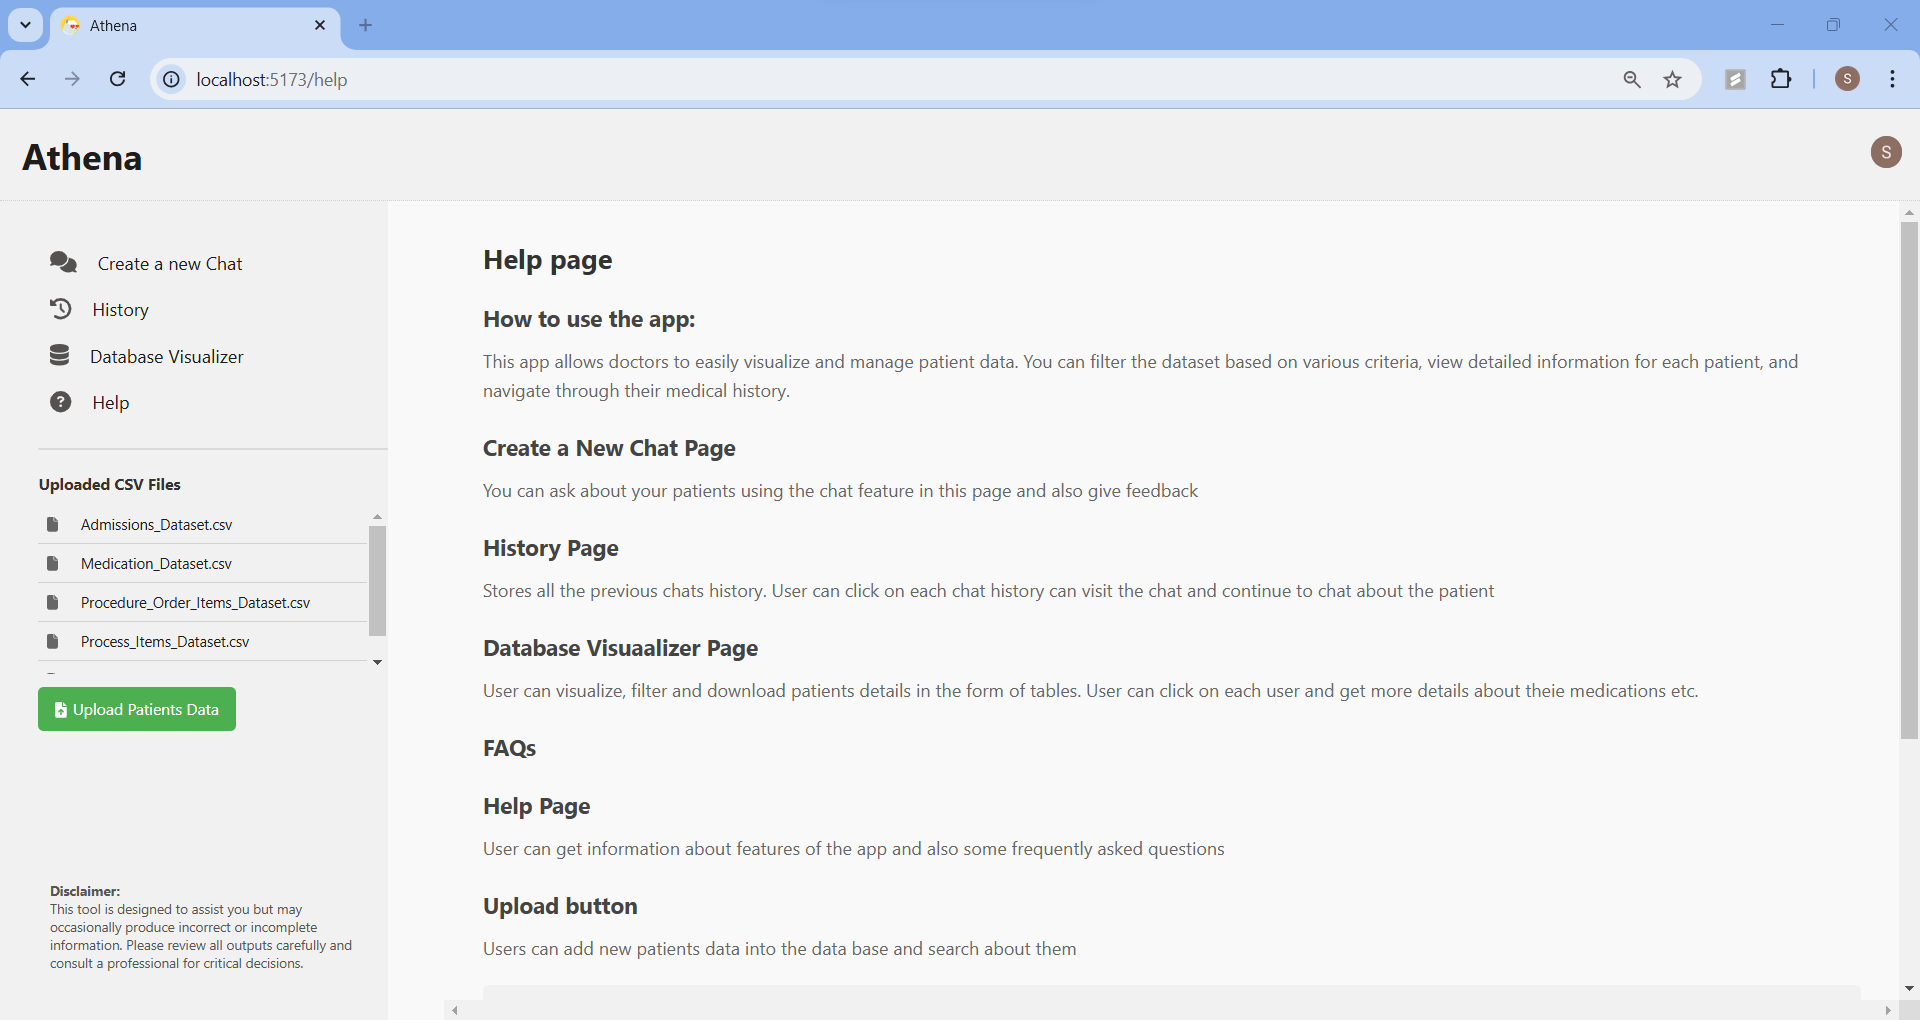 Athena
localhost:5173/help
S
Athena
S
Create a new Chat
History
Database Visualizer
Help
Uploaded CSV Files
Admissions_Dataset.csv
Medication_Dataset.csv
Procedure_Order_Items_Dataset.csv
Process_Items_Dataset.csv
Upload Patients Data
Disclaimer:
This tool is designed to assist you but may
occasionally produce incorrect or incomplete
information. Please review all outputs carefully and
consult a professional for critical decisions.
Help page
How to use the app:
This app allows doctors to easily visualize and manage patient data. You can filter the dataset based on various criteria, view detailed information for each patient, and
navigate through their medical history.
Create a New Chat Page
You can ask about your patients using the chat feature in this page and also give feedback
History Page
Stores all the previous chats history. User can click on each chat history can visit the chat and continue to chat about the patient
Database Visuaalizer Page
User can visualize, filter and download patients details in the form of tables. User can click on each user and get more details about theie medications etc.
FAQs
Help Page
User can get information about features of the app and also some frequently asked questions
Upload button
Users can add new patients data into the data base and search about them